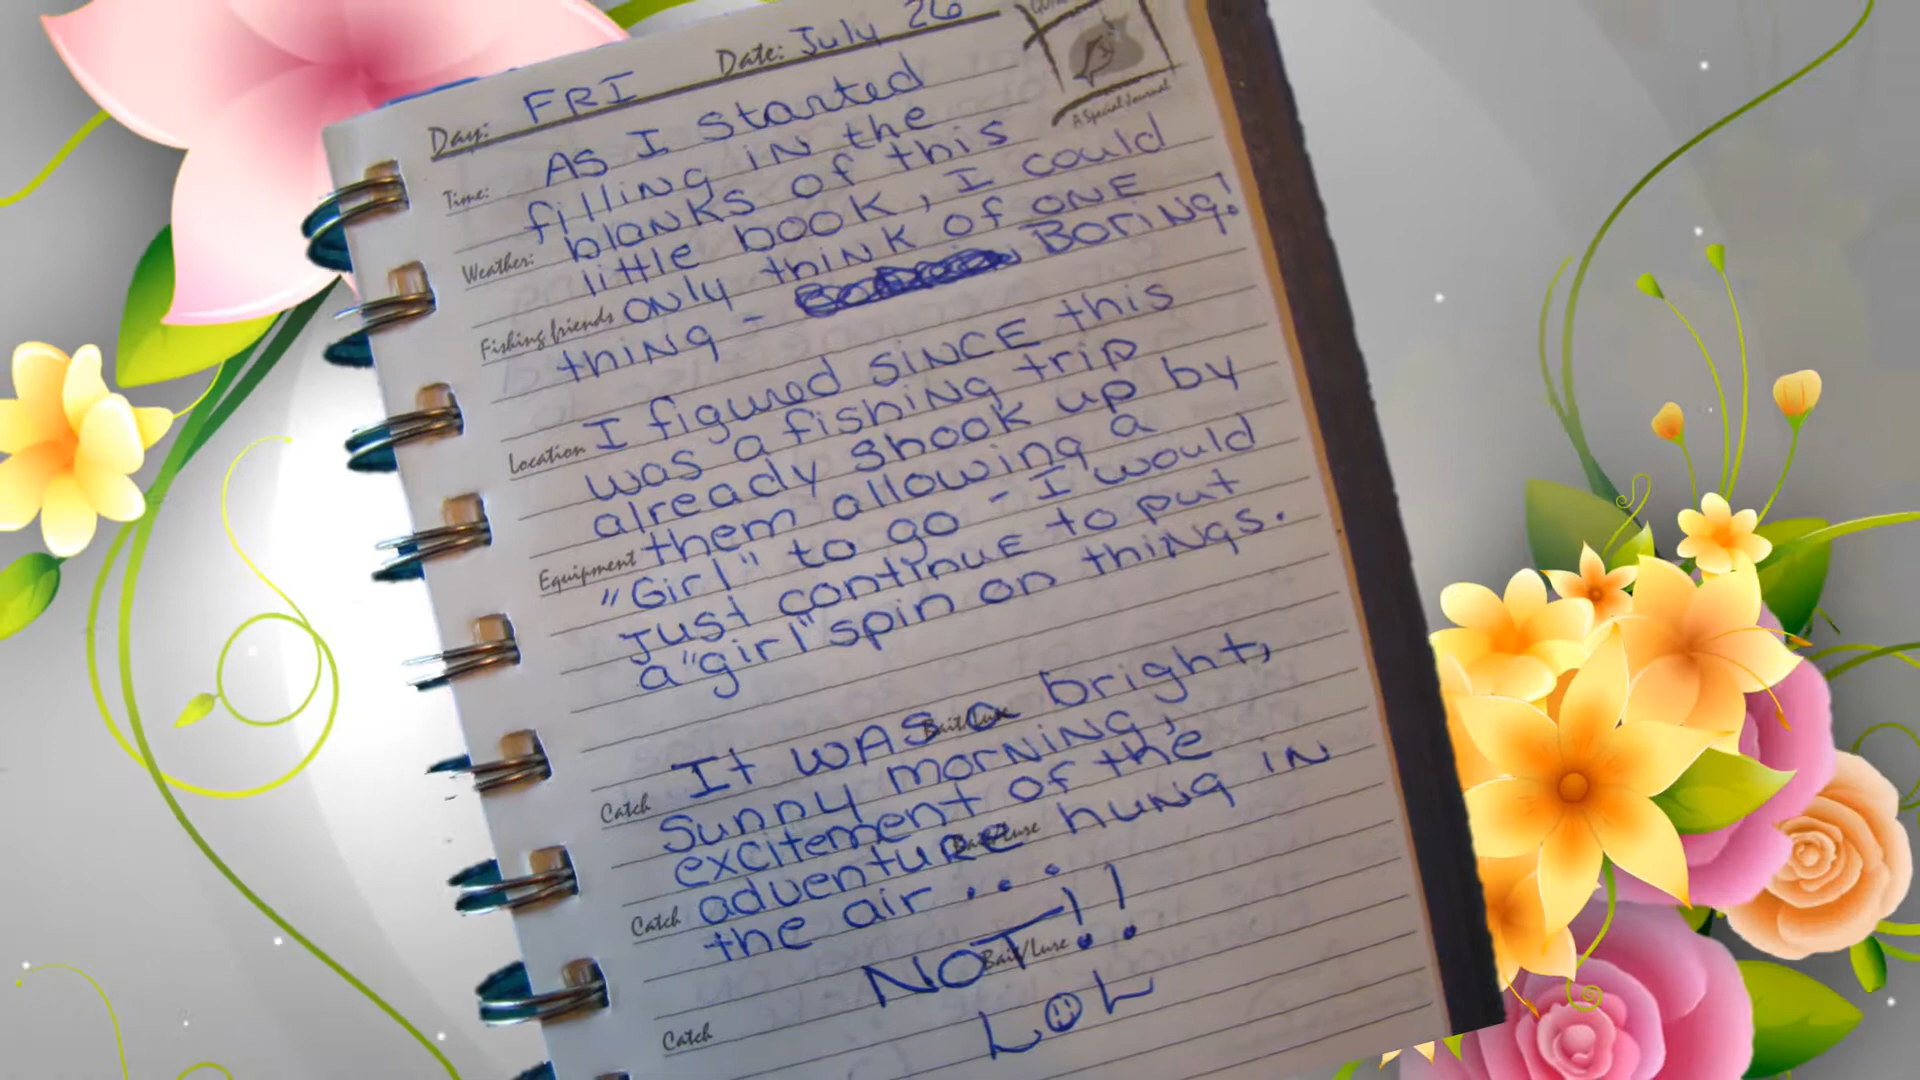 Day: FRI Date: July 26
A Special Journal
Time: As I started
filling in the
blanks of this
Weather: little book, I could
only think of ONE
Fishing friends thing - Boring!
I figured SINCE this
Location was a fishing trip
already shook up by
them allowing a
Equipment "Girl" to go - I would
just continue to put
a "girl" spin on things.
It was a bright,
Bait/Luse
Catch Sunny morning,
excitement of the
Bait/Luse
adventure hung in
Catch the air ...
NOT!!
Bait/Luse
LOL
Catch